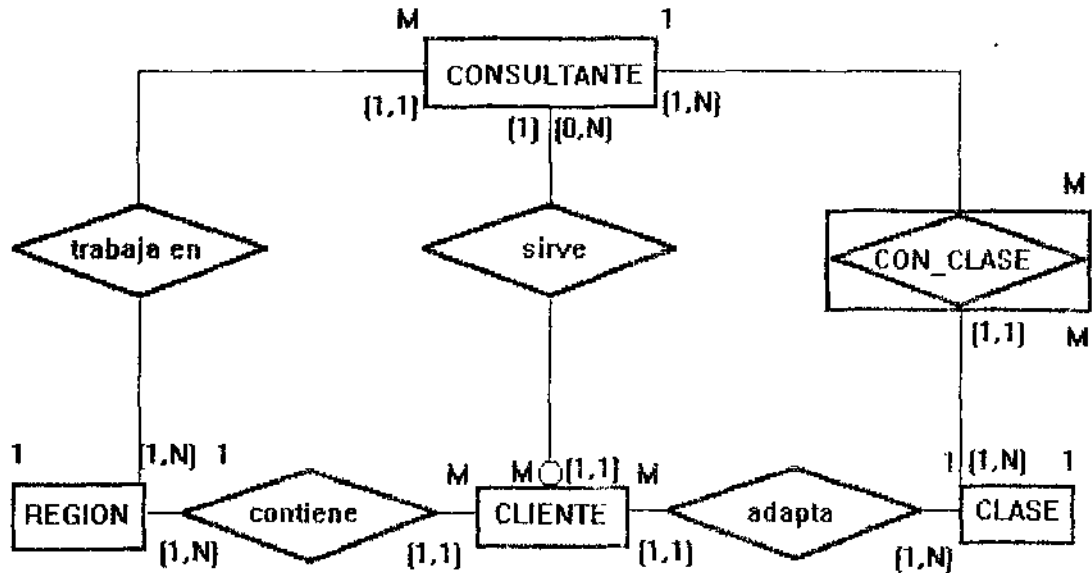 M 1
CONSULTANTE
(1,1) (1,N)
(1) (0,N)
M
trabaja en sirve CON_CLASE
(1,1) M
1 (1,N) 1 M M (1,1) M 1 (1,N) 1
REGION contiene CLIENTE adapta CLASE
(1,N) (1,1) (1,1) (1,N)